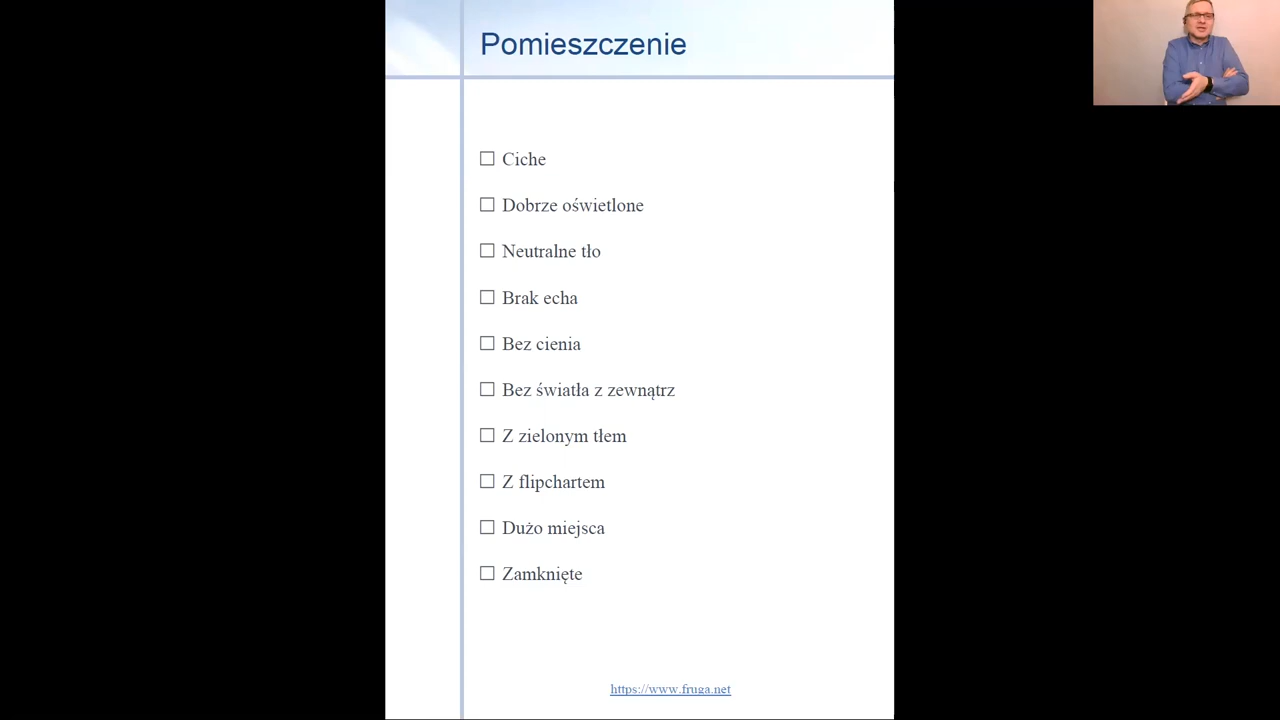 Pomieszczenie
Ciche
Dobrze oświetlone
Neutralne tło
Brak echa
Bez cienia
Bez światła z zewnątrz
Z zielonym tłem
Z flipchartem
Dużo miejsca
Zamknięte
https://www.fruga.net